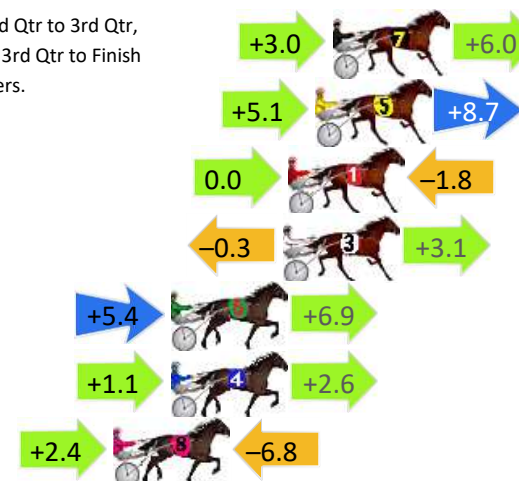 d Qtr to 3rd Qtr,
3rd Qtr to Finish
ers.
+3.0 7 +6.0
+5.1 5 +8.7
0.0 1 –1.8
–0.3 3 +3.1
+5.4 6 +6.9
+1.1 4 +2.6
+2.4 8 –6.8